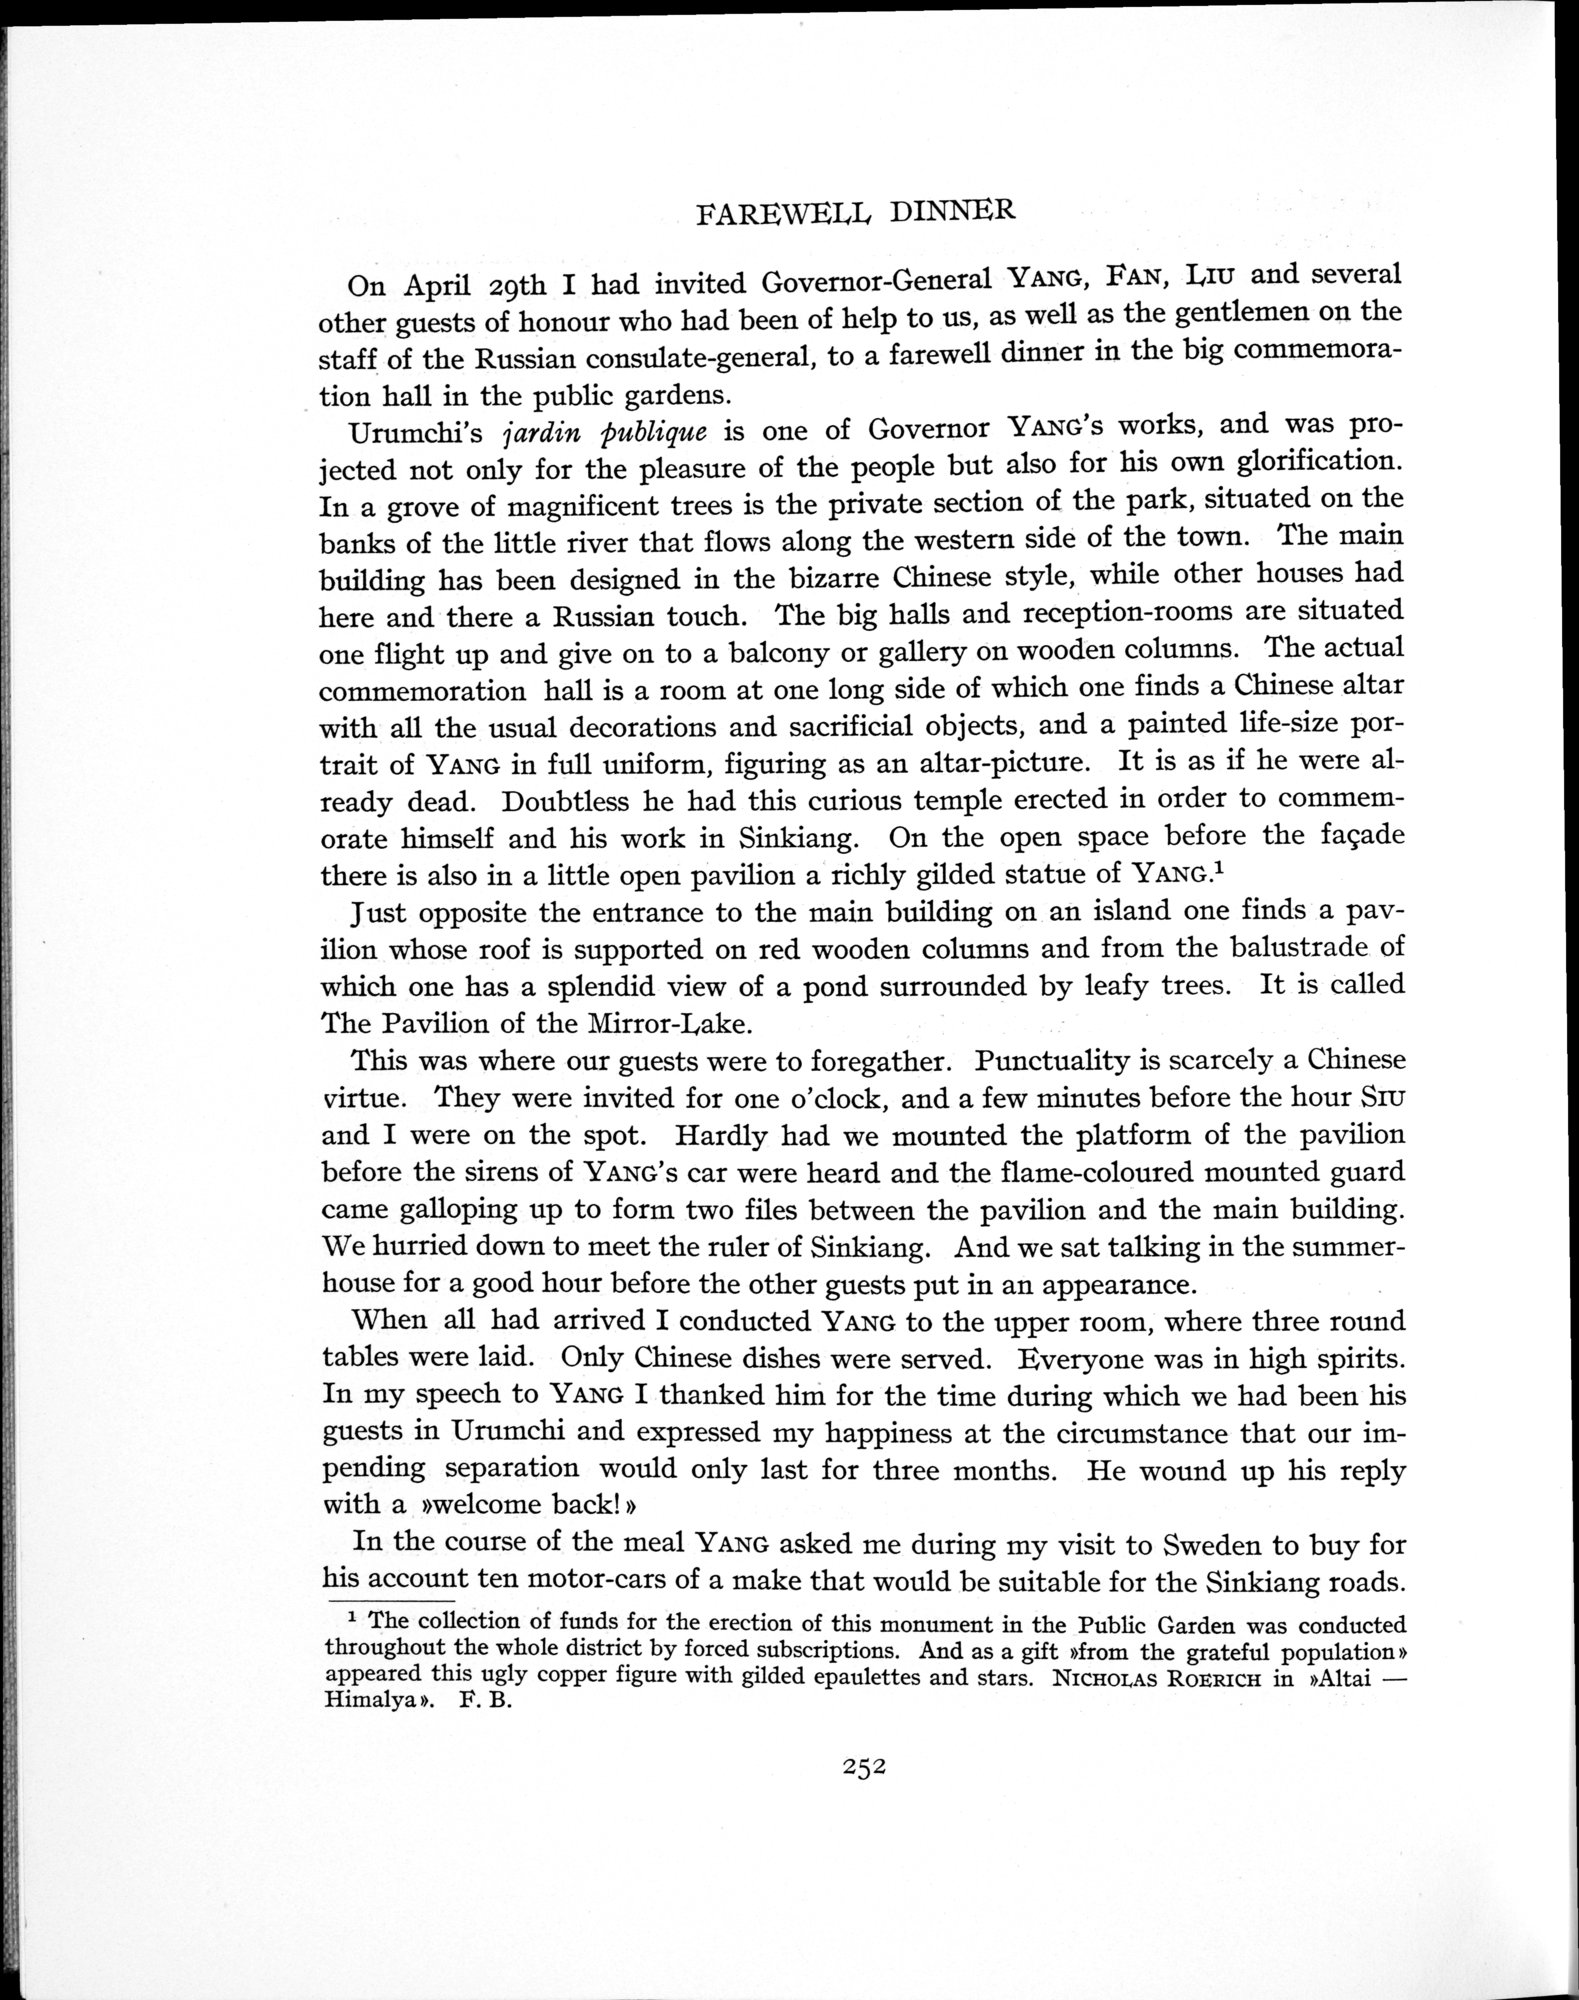 FAREWELL DINNER
On April 29th I had invited Governor-General YANG, FAN, LIU and several
other guests of honour who had been of help to us, as well as the gentlemen on the
staff of the Russian consulate-general, to a farewell dinner in the big commemora-
tion hall in the public gardens.
Urumchi's jardin publique is one of Governor YANG's works, and was pro-
jected not only for the pleasure of the people but also for his own glorification.
In a grove of magnificent trees is the private section of the park, situated on the
banks of the little river that flows along the western side of the town. The main
building has been designed in the bizarre Chinese style, while other houses had
here and there a Russian touch. The big halls and reception-rooms are situated
one flight up and give on to a balcony or gallery on wooden columns. The actual
commemoration hall is a room at one long side of which one finds a Chinese altar
with all the usual decorations and sacrificial objects, and a painted life-size por-
trait of YANG in full uniform, figuring as an altar-picture. It is as if he were al-
ready dead. Doubtless he had this curious temple erected in order to commem-
orate himself and his work in Sinkiang. On the open space before the façade
there is also in a little open pavilion a richly gilded statue of YANG.¹
Just opposite the entrance to the main building on an island one finds a pav-
ilion whose roof is supported on red wooden columns and from the balustrade of
which one has a splendid view of a pond surrounded by leafy trees. It is called
The Pavilion of the Mirror-Lake.
This was where our guests were to foregather. Punctuality is scarcely a Chinese
virtue. They were invited for one o'clock, and a few minutes before the hour SIU
and I were on the spot. Hardly had we mounted the platform of the pavilion
before the sirens of YANG's car were heard and the flame-coloured mounted guard
came galloping up to form two files between the pavilion and the main building.
We hurried down to meet the ruler of Sinkiang. And we sat talking in the summer-
house for a good hour before the other guests put in an appearance.
When all had arrived I conducted YANG to the upper room, where three round
tables were laid. Only Chinese dishes were served. Everyone was in high spirits.
In my speech to YANG I thanked him for the time during which we had been his
guests in Urumchi and expressed my happiness at the circumstance that our im-
pending separation would only last for three months. He wound up his reply
with a »welcome back!»
In the course of the meal YANG asked me during my visit to Sweden to buy for
his account ten motor-cars of a make that would be suitable for the Sinkiang roads.
¹ The collection of funds for the erection of this monument in the Public Garden was conducted
throughout the whole district by forced subscriptions. And as a gift »from the grateful population»
appeared this ugly copper figure with gilded epaulettes and stars. NICHOLAS ROERICH in »Altai —
Himalya». F. B.
252